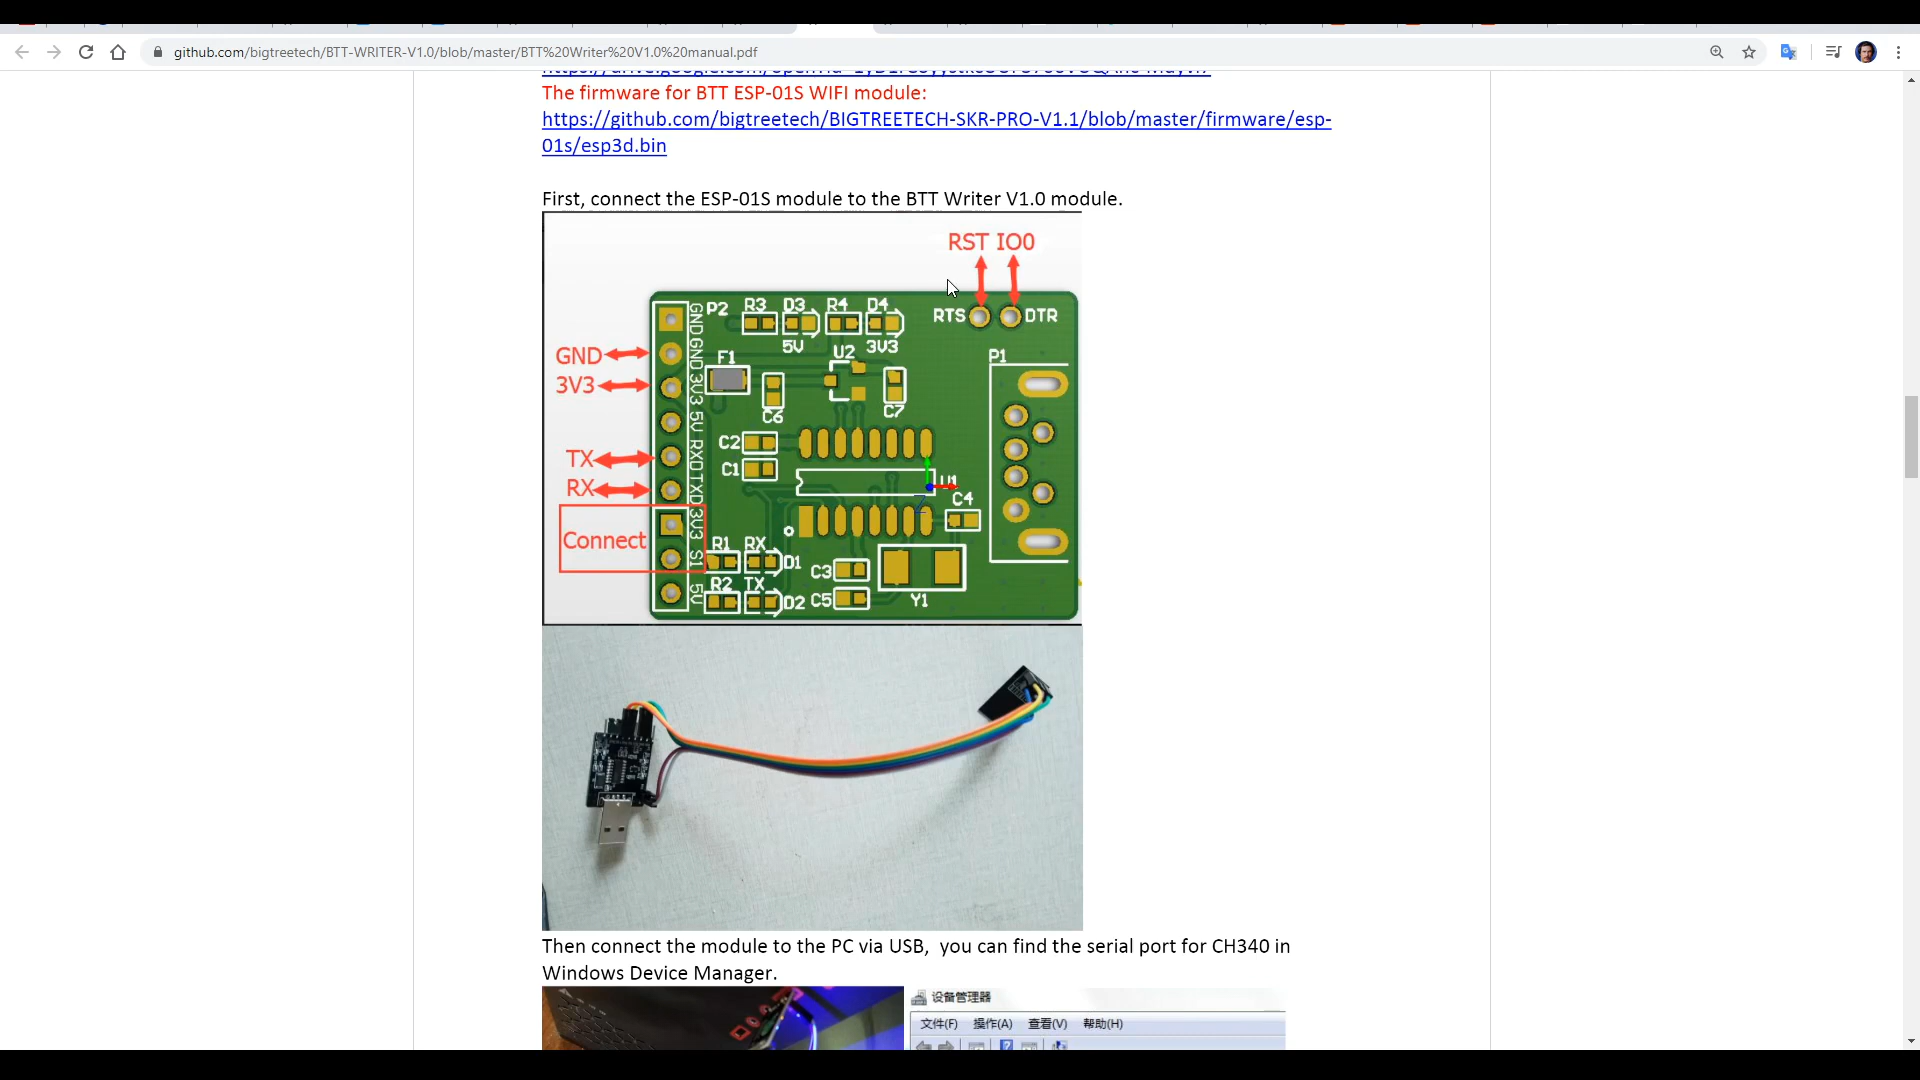 github.com/bigtreetech/BTT-WRITER-V1.0/blob/master/BTT%20Writer%20V1.0%20manual.pdf
The firmware for BTT ESP-01S WIFI module:
https://github.com/bigtreetech/BIGTREETECH-SKR-PRO-V1.1/blob/master/firmware/esp-
01s/esp3d.bin
First, connect the ESP-01S module to the BTT Writer V1.0 module.
RST IO0
RTS DTR
P2 R3 D3 R4 D4
5V 3V3
GND
3V3
TX
RX
Connect
GND
GND
3V3
5V
RXD
TXD
3V3
S1
5V
F1 U2
P1
C6 C7
C2
C1
U1
Z
C4
R1 RX D1
R2 TX D2
C3
C5
Y1
Then connect the module to the PC via USB, you can find the serial port for CH340 in
Windows Device Manager.
设备管理器
文件(F) 操作(A) 查看(V) 帮助(H)